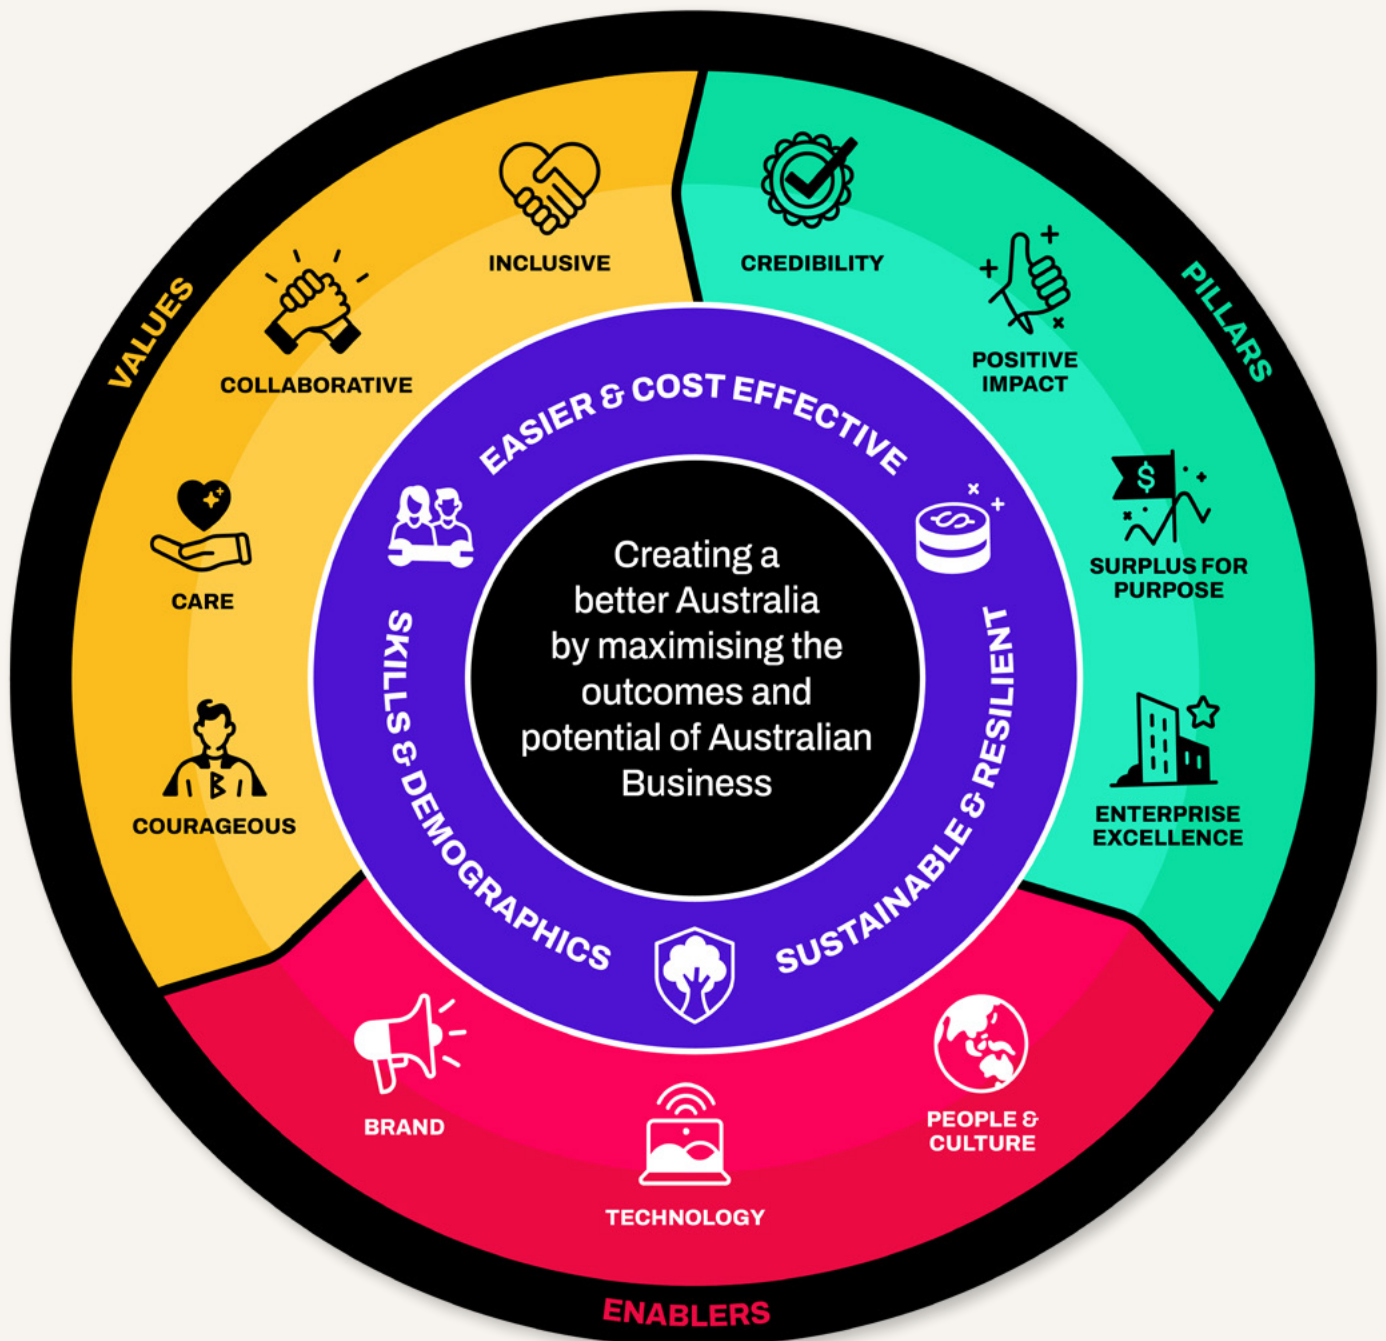 VALUES
INCLUSIVE
COLLABORATIVE
CARE
COURAGEOUS
PILLARS
CREDIBILITY
POSITIVE
IMPACT
$
SURPLUS FOR
PURPOSE
ENTERPRISE
EXCELLENCE
EASIER & COST EFFECTIVE
$
SUSTAINABLE & RESILIENT
SKILLS & DEMOGRAPHICS
Creating a
better Australia
by maximising the
outcomes and
potential of Australian
Business
B
BRAND
TECHNOLOGY
PEOPLE &
CULTURE
ENABLERS